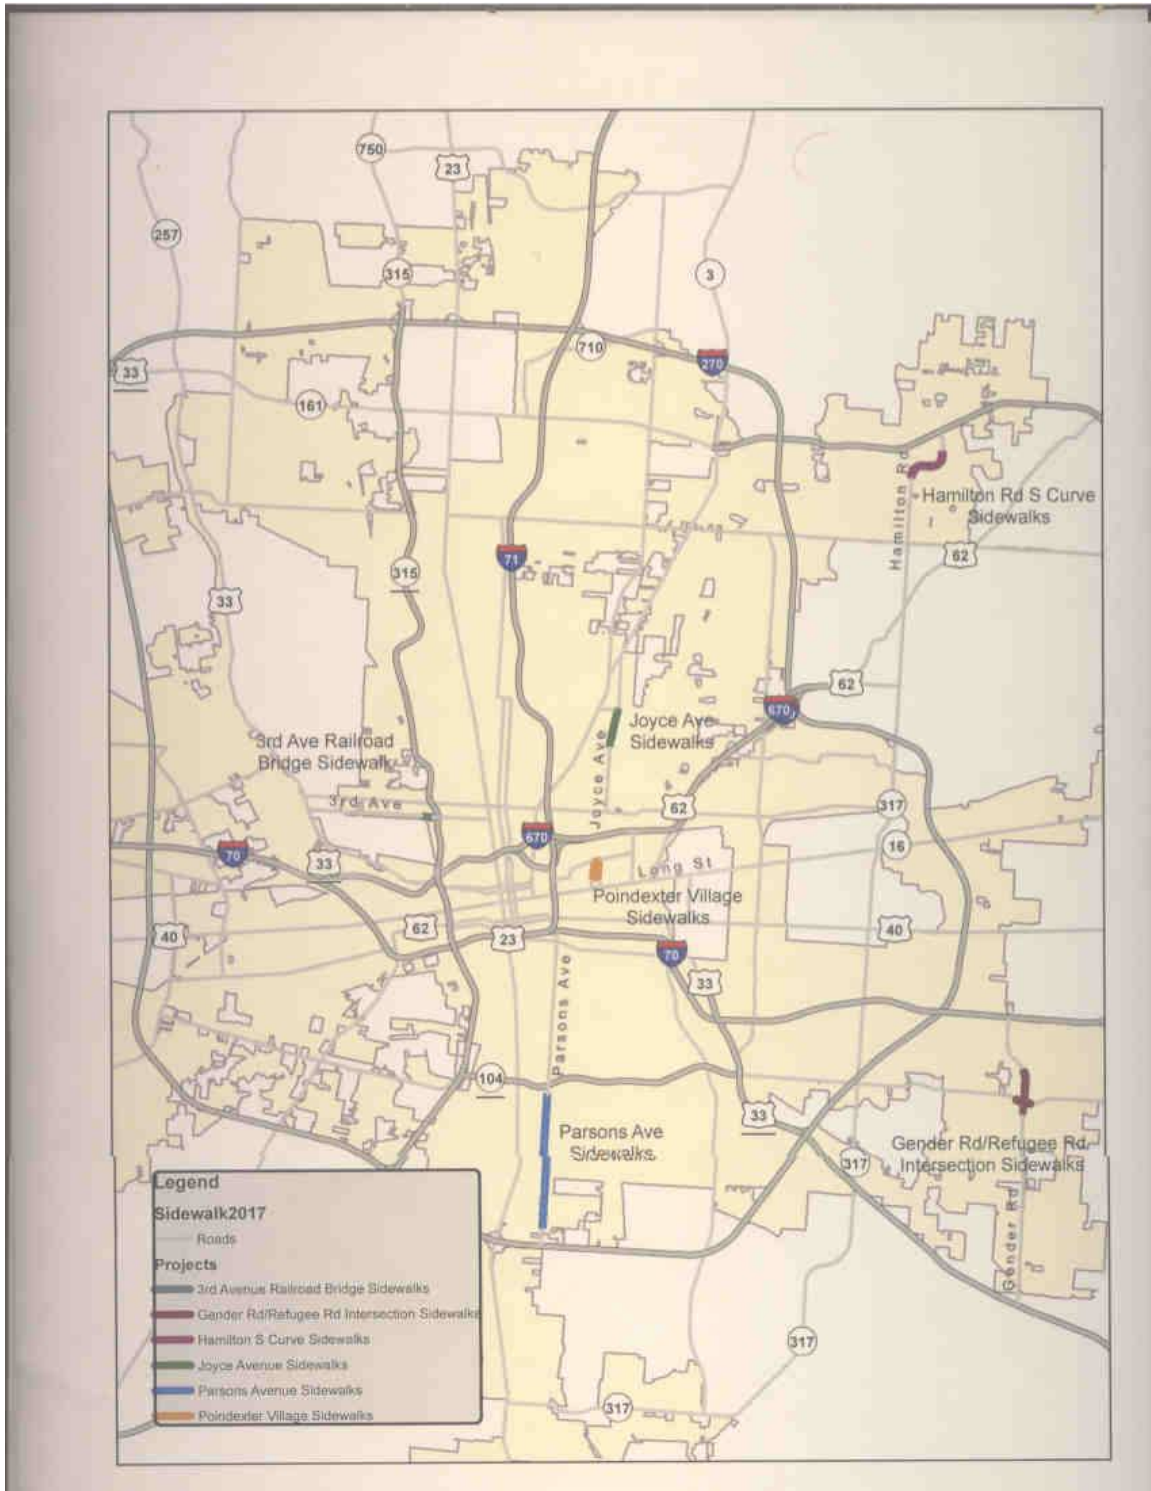 750
23
257
315
3
710
270
33
161
Hamilton Rd
Hamilton Rd S Curve
Sidewalks
71
62
315
33
62
670
Joyce Ave
Sidewalks
3rd Ave Railroad
Bridge Sidewalk
Joyce Ave
3rd Ave
62
317
670
16
70
33
Long St
Poindexter Village
Sidewalks
62
40
23
40
70
33
Parsons Ave
104
33
Parsons Ave
Sidewalks
Gender Rd/Refugee Rd
Intersection Sidewalks
317
Gender Rd
Legend
Sidewalk2017
Roads
Projects
3rd Avenue Railroad Bridge Sidewalks
Gender Rd/Refugee Rd Intersection Sidewalks
Hamilton S Curve Sidewalks
Joyce Avenue Sidewalks
Parsons Avenue Sidewalks
Poindexter Village Sidewalks
317
317